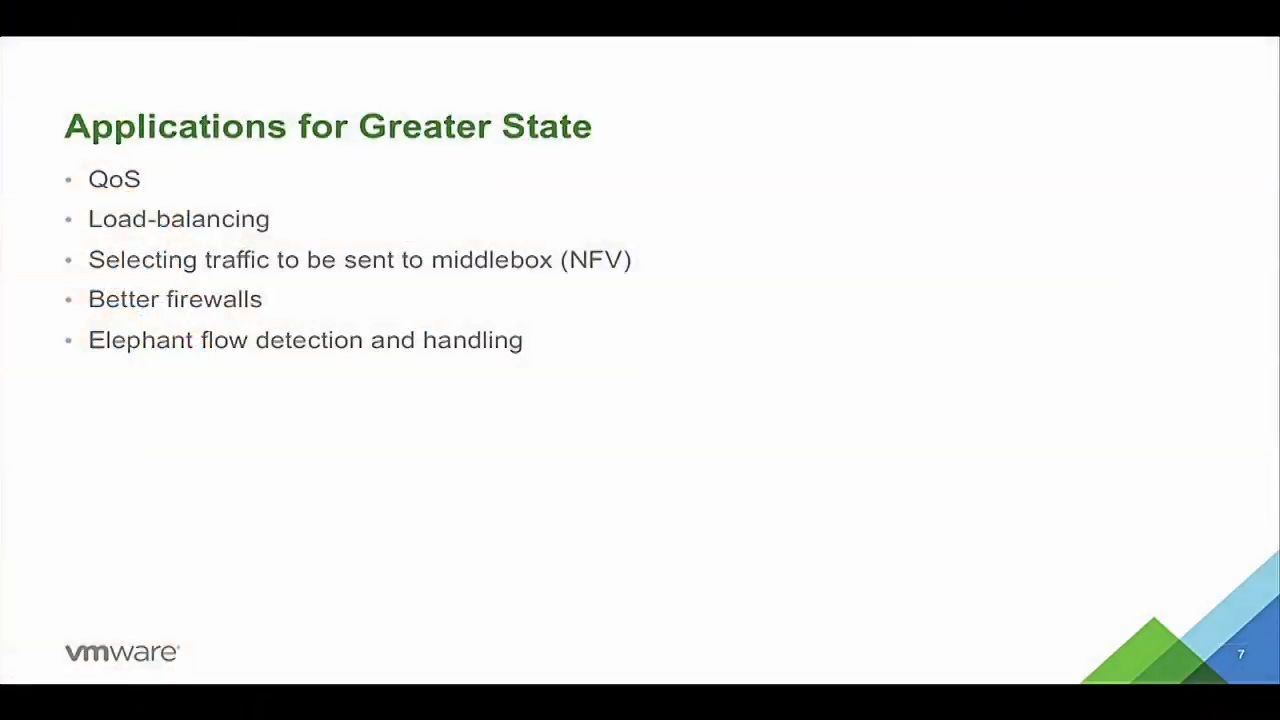 Applications for Greater State
• QoS
• Load-balancing
• Selecting traffic to be sent to middlebox (NFV)
• Better firewalls
• Elephant flow detection and handling
vmware
7